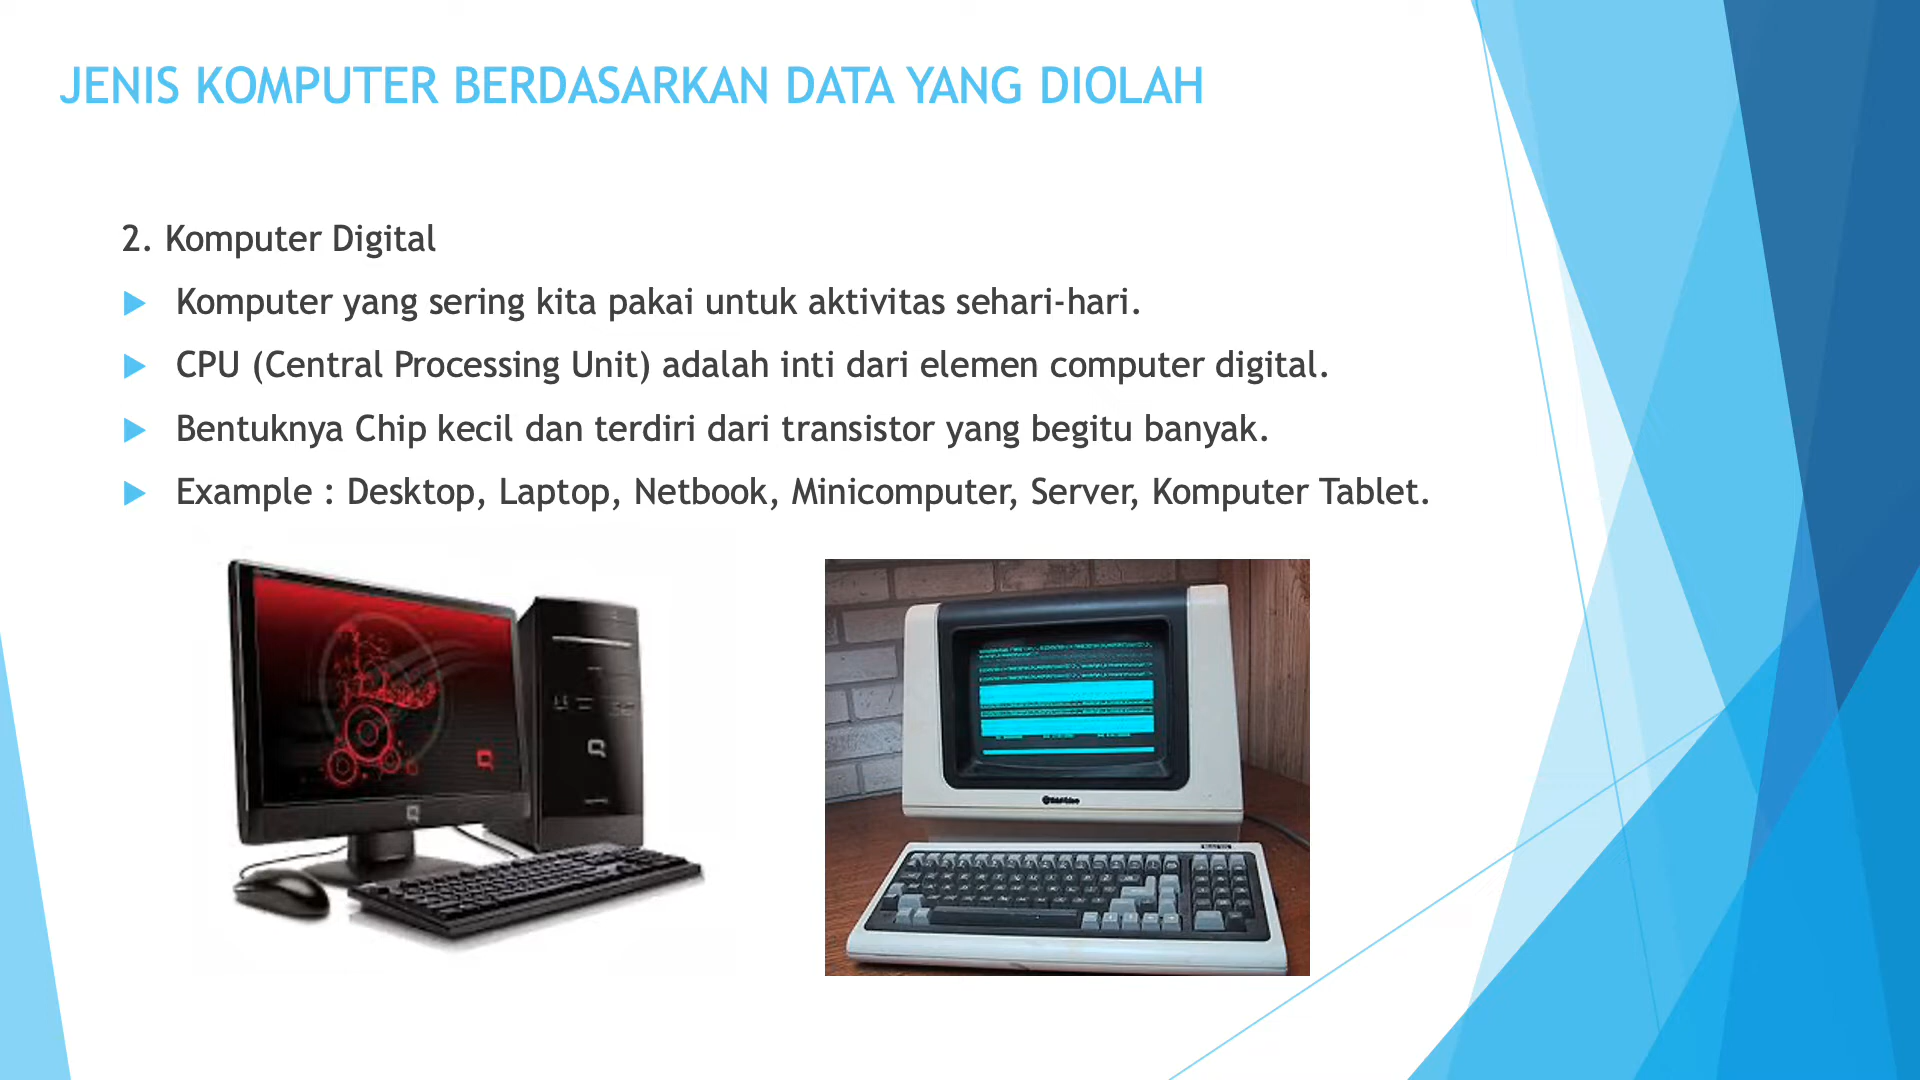 JENIS KOMPUTER BERDASARKAN DATA YANG DIOLAH
2. Komputer Digital
Komputer yang sering kita pakai untuk aktivitas sehari-hari.
CPU (Central Processing Unit) adalah inti dari elemen computer digital.
Bentuknya Chip kecil dan terdiri dari transistor yang begitu banyak.
Example : Desktop, Laptop, Netbook, Minicomputer, Server, Komputer Tablet.